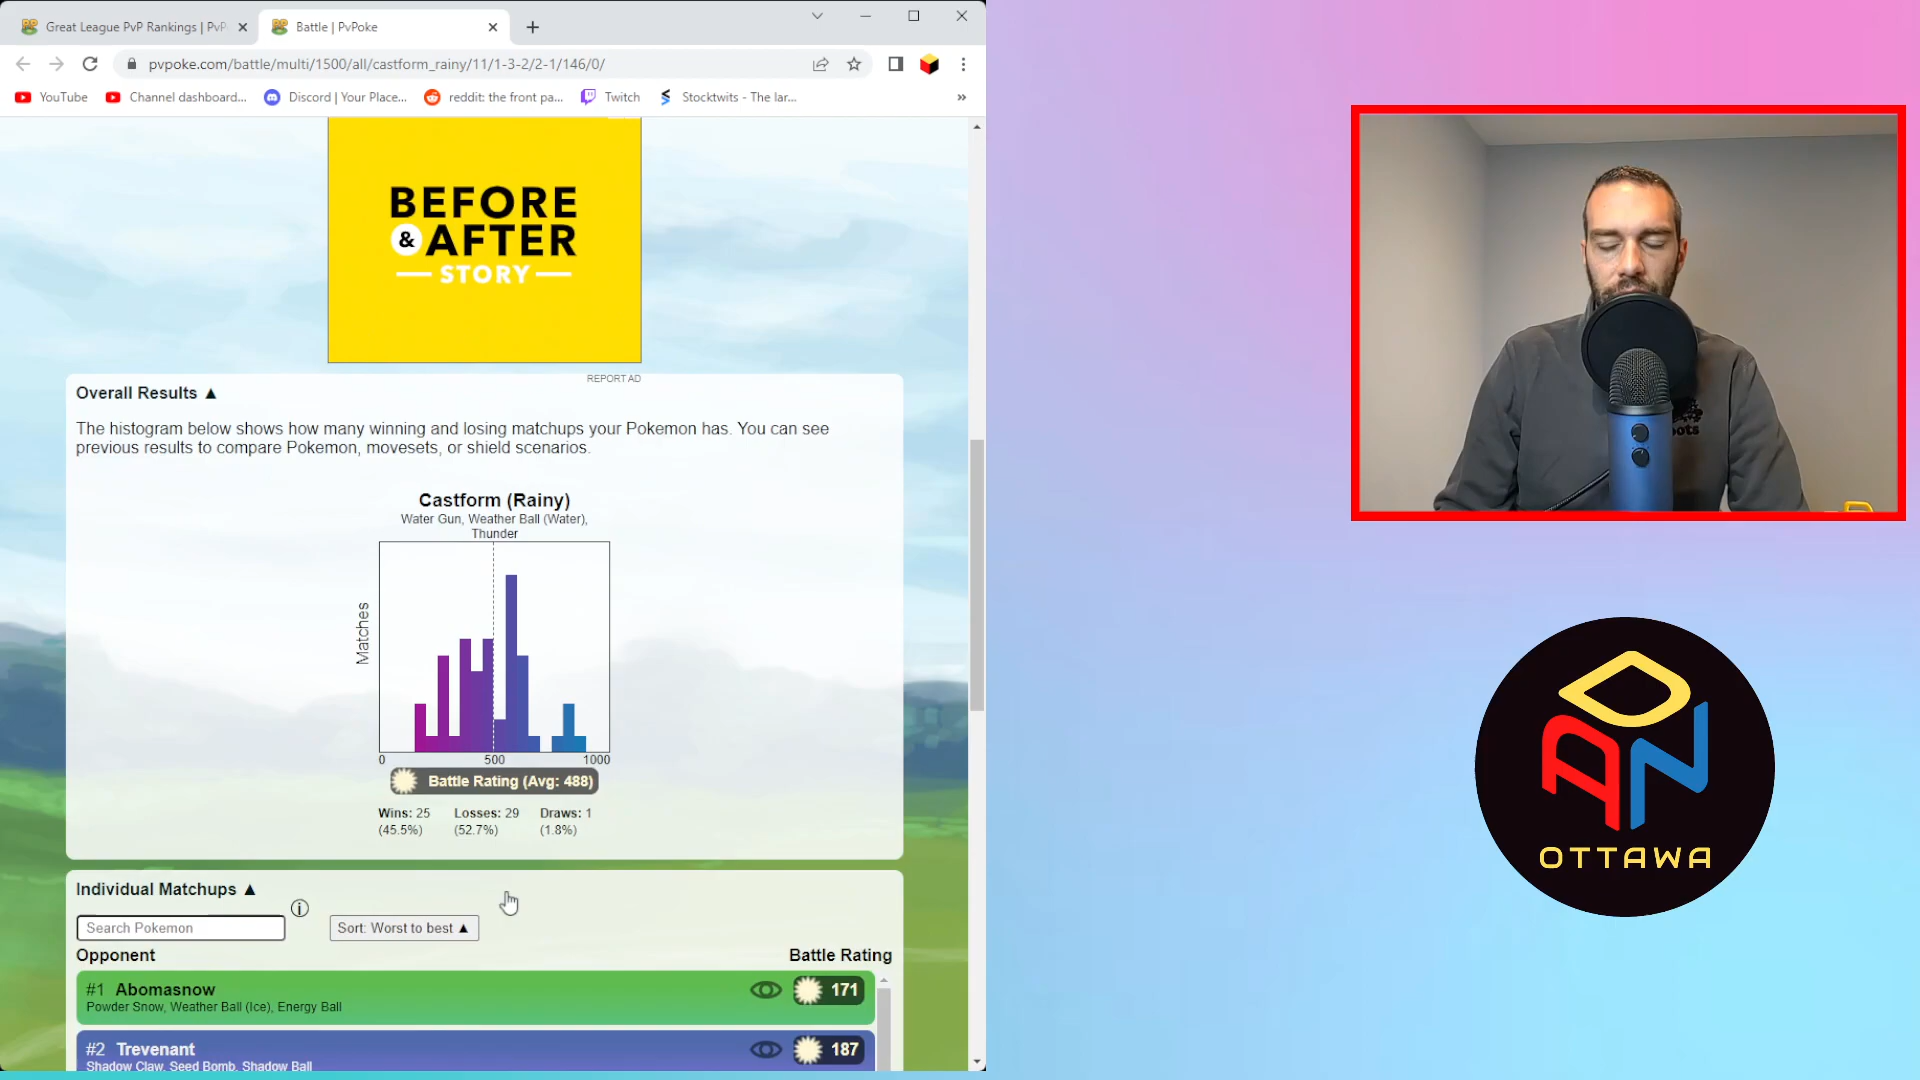 Great League PvP Rankings | PvP
Battle | PvPoke
pvpoke.com/battle/multi/1500/all/castform_rainy/11/1-3-2/2-1/146/0/
YouTube
Channel dashboard...
Discord | Your Place...
reddit: the front pa...
Twitch
Stocktwits - The lar...
»
BEFORE
& AFTER
STORY
REPORT AD
Overall Results ▲
The histogram below shows how many winning and losing matchups your Pokemon has. You can see
previous results to compare Pokemon, movesets, or shield scenarios.
Castform (Rainy)
Water Gun, Weather Ball (Water),
Thunder
Matches
0 500 1000
Battle Rating (Avg: 488)
Wins: 25 Losses: 29 Draws: 1
(45.5%) (52.7%) (1.8%)
Individual Matchups ▲
Search Pokemon
i
Sort: Worst to best ▲
Opponent Battle Rating
#1 Abomasnow 171
Powder Snow, Weather Ball (Ice), Energy Ball
#2 Trevenant 187
Shadow Claw, Seed Bomb, Shadow Ball
DAN
OTTAWA